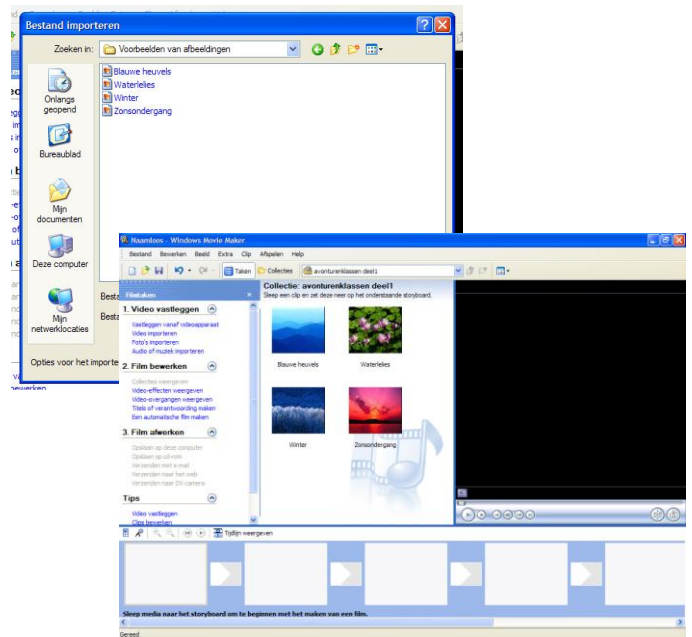 Bestand importeren
Zoeken in:
Voorbeelden van afbeeldingen
Onlangs geopend
Bureaublad
Mijn documenten
Deze computer
Mijn netwerklocaties
Blauwe heuvels
Waterlelies
Winter
Zonsondergang
Opties voor het importe
Naamloos - Windows Movie Maker
Bestand Bewerken Beeld Extra Clip Afspelen Help
Taken Collecties avonturenklassen deel1
Filmtaken
1. Video vastleggen
Vastleggen vanaf videoapparaat
Video importeren
Foto's importeren
Audio of muziek importeren
2. Film bewerken
Collecties weergeven
Video-effecten weergeven
Video-overgangen weergeven
Titels of verantwoording maken
Een automatische film maken
3. Film afwerken
Opslaan op deze computer
Opslaan op cd-rom
Verzenden met e-mail
Verzenden naar het web
Verzenden naar DV-camera
Tips
Video vastleggen
Clips bewerken
Collectie: avonturenklassen deel1
Sleep een clip en zet deze neer op het onderstaande storyboard.
Blauwe heuvels
Waterlelies
Winter
Zonsondergang
Tijdlijn weergeven
Sleep media naar het storyboard om te beginnen met het maken van een film.
Gereed